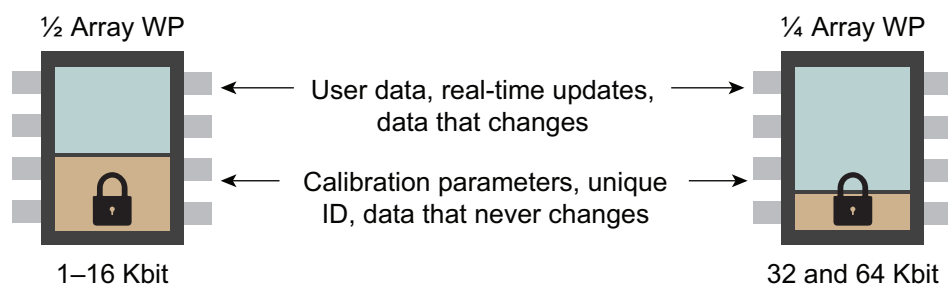 ½ Array WP
¼ Array WP
User data, real-time updates,
data that changes
Calibration parameters, unique
ID, data that never changes
1–16 Kbit
32 and 64 Kbit